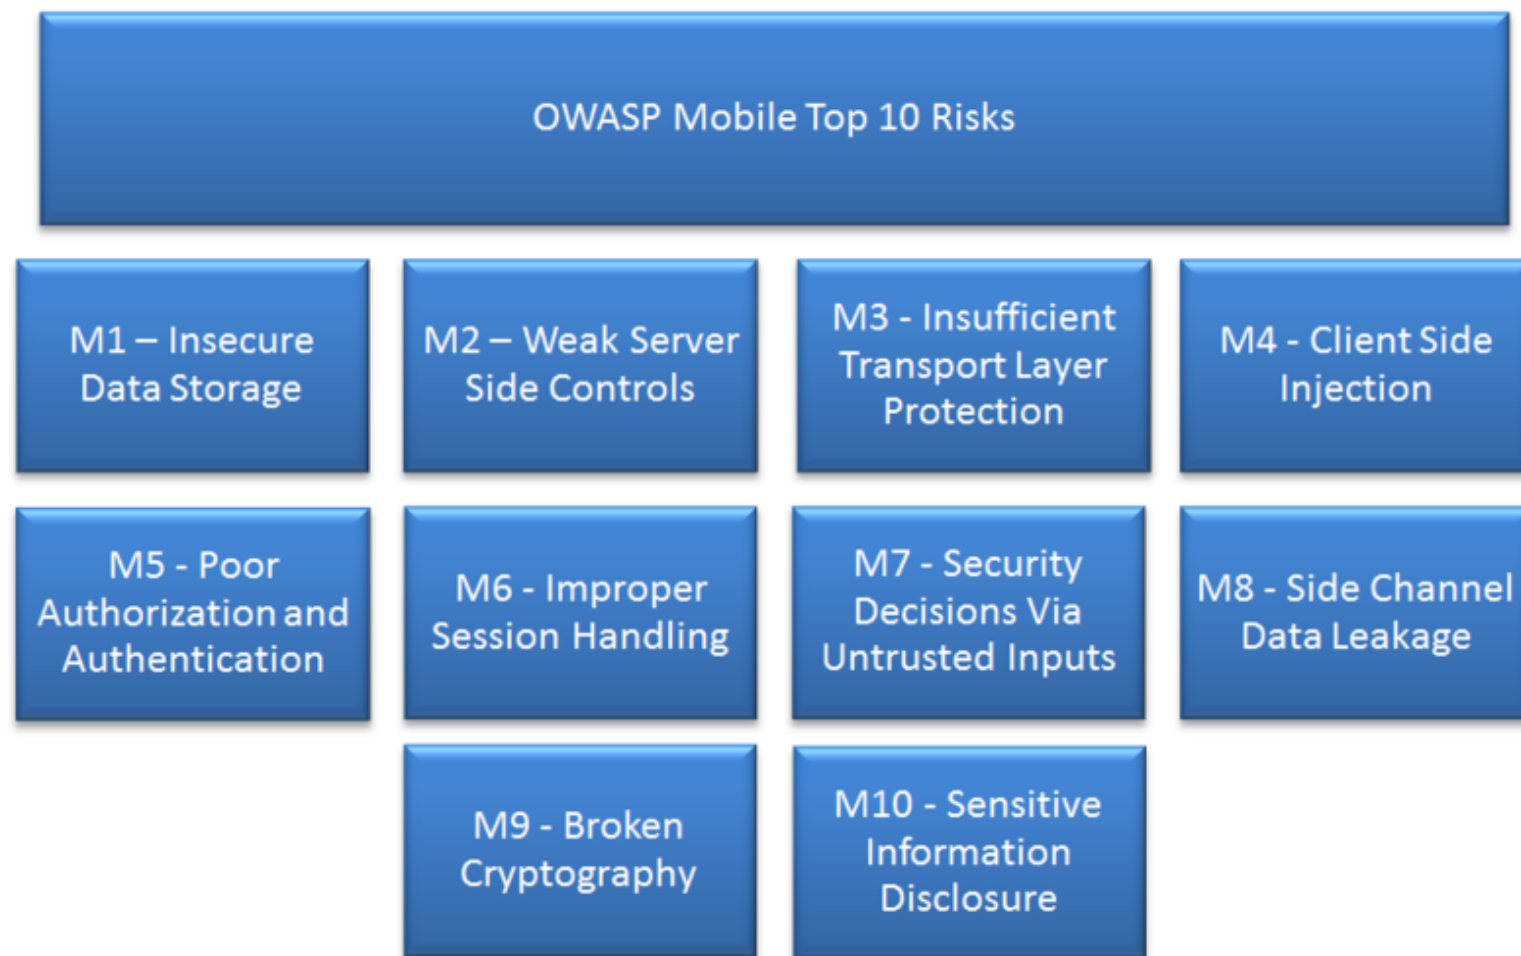 OWASP Mobile Top 10 Risks
M1 – Insecure
Data Storage
M2 – Weak Server
Side Controls
M3 - Insufficient
Transport Layer
Protection
M4 - Client Side
Injection
M5 - Poor
Authorization and
Authentication
M6 - Improper
Session Handling
M7 - Security
Decisions Via
Untrusted Inputs
M8 - Side Channel
Data Leakage
M9 - Broken
Cryptography
M10 - Sensitive
Information
Disclosure